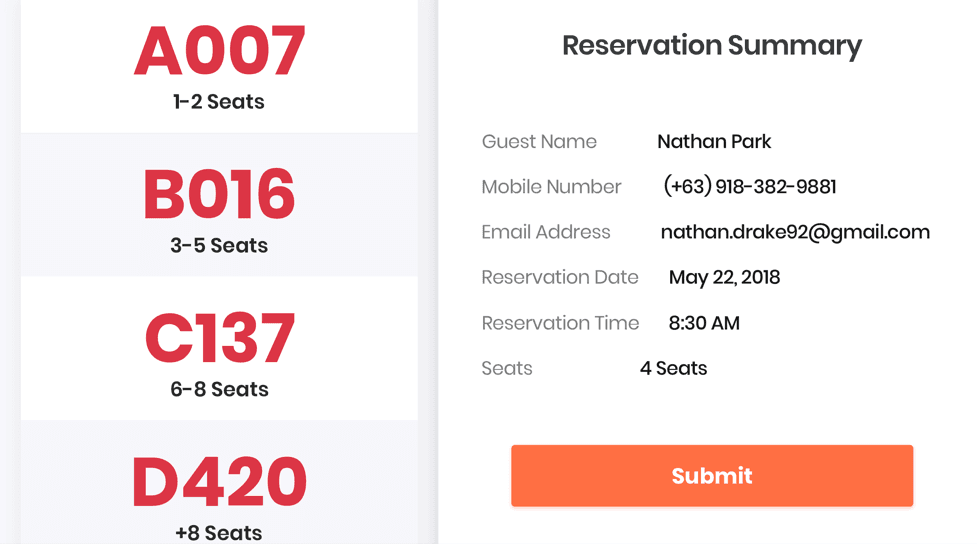 A007
1-2 Seats
B016
3-5 Seats
C137
6-8 Seats
D420
+8 Seats
Reservation Summary
Guest Name Nathan Park
Mobile Number (+63) 918-382-9881
Email Address nathan.drake92@gmail.com
Reservation Date May 22, 2018
Reservation Time 8:30 AM
Seats 4 Seats
Submit